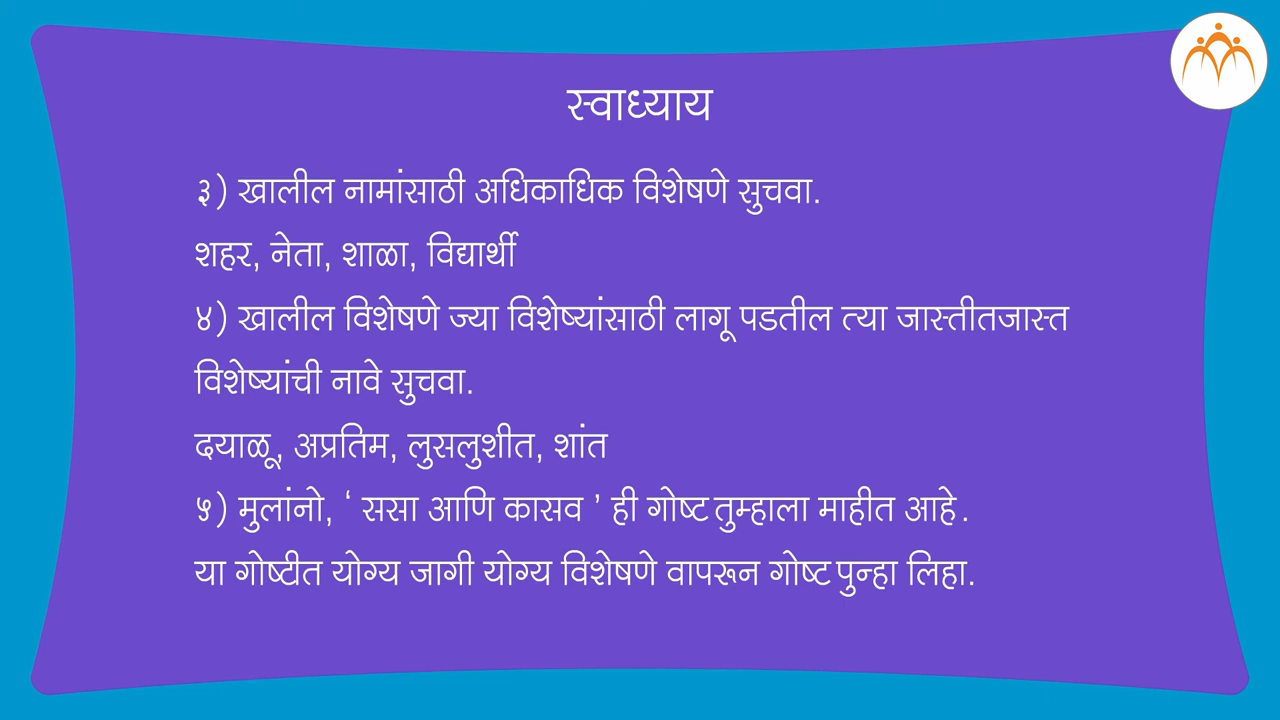 स्वाध्याय
३) खालील नामांसाठी अधिकाधिक विशेषणे सुचवा.
शहर, नेता, शाळा, विद्यार्थी
४) खालील विशेषणे ज्या विशेष्यांसाठी लागू पडतील त्या जास्तीतजास्त
विशेष्यांची नावे सुचवा.
दयाळू, अप्रतिम, लुसलुशीत, शांत
५) मुलांनो, ‘ ससा आणि कासव ’ ही गोष्ट तुम्हाला माहीत आहे.
या गोष्टीत योग्य जागी योग्य विशेषणे वापरून गोष्ट पुन्हा लिहा.